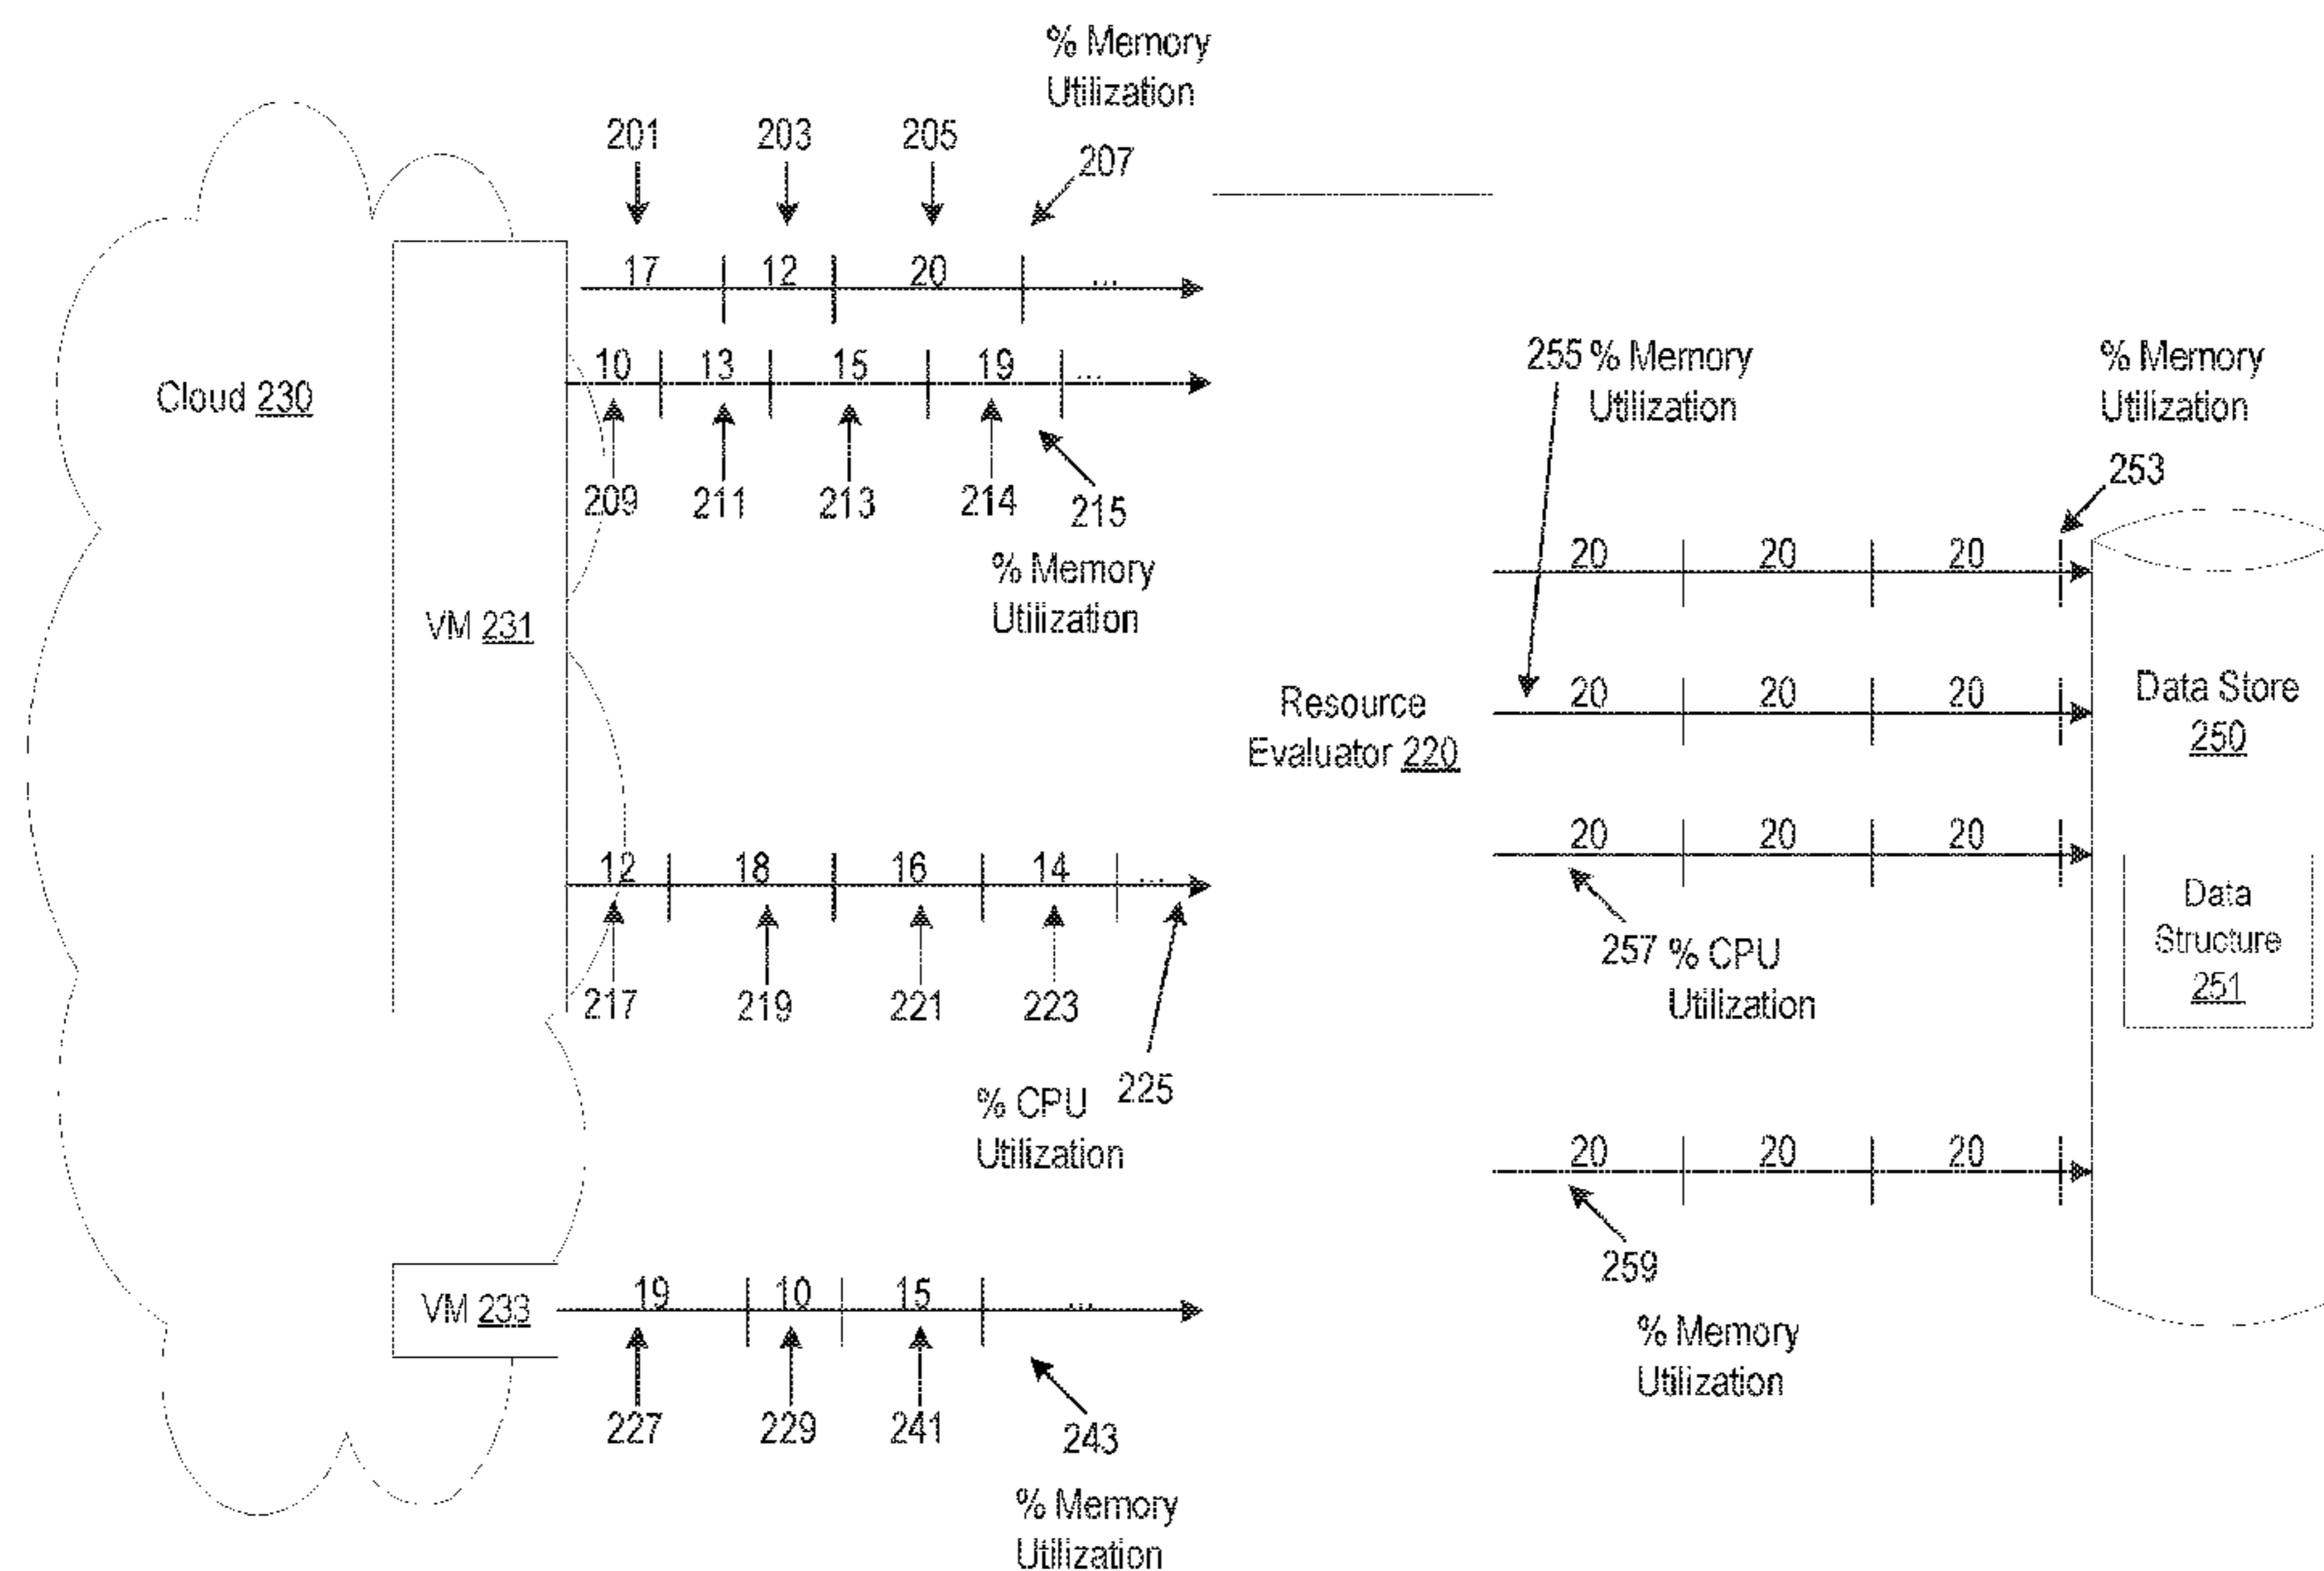 % Memory
Utilization
201
203
205
207
17
12
20
...
10
13
15
19
...
Cloud 230
209
211
213
214
215
% Memory
Utilization
VM 231
12
18
16
14
...
217
219
221
223
225
% CPU
Utilization
VM 233
19
10
15
...
227
229
241
243
% Memory
Utilization
Resource
Evaluator 220
255 % Memory
Utilization
% Memory
Utilization
253
20
20
20
20
20
20
20
20
20
257 % CPU
Utilization
20
20
20
259
% Memory
Utilization
Data Store
250
Data
Structure
251